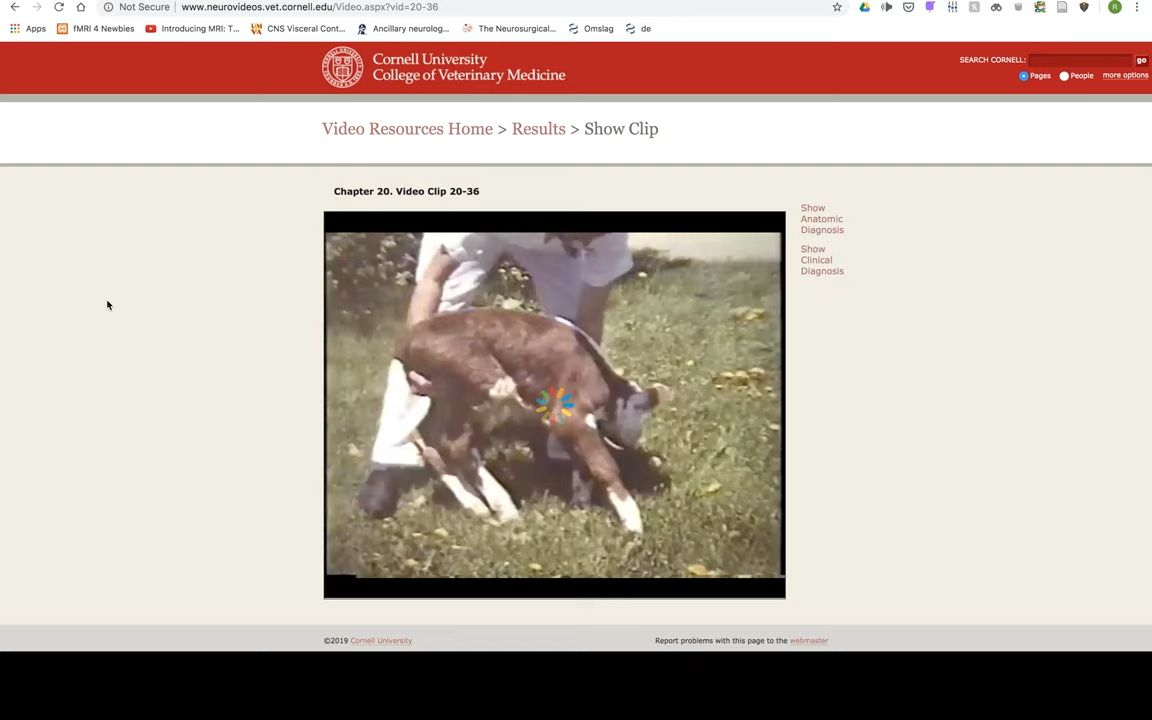 Not Secure
www.neurovideos.vet.cornell.edu/Video.aspx?vid=20-36
R
Apps
fMRI 4 Newbies
Introducing MRI: T...
CNS Visceral Cont...
Ancillary neurolog...
The Neurosurgical...
Omslag
de
Cornell University
College of Veterinary Medicine
SEARCH CORNELL:
go
Pages
People
more options
Video Resources Home > Results > Show Clip
Chapter 20. Video Clip 20-36
Show
Anatomic
Diagnosis
Show
Clinical
Diagnosis
©2019 Cornell University
Report problems with this page to the webmaster